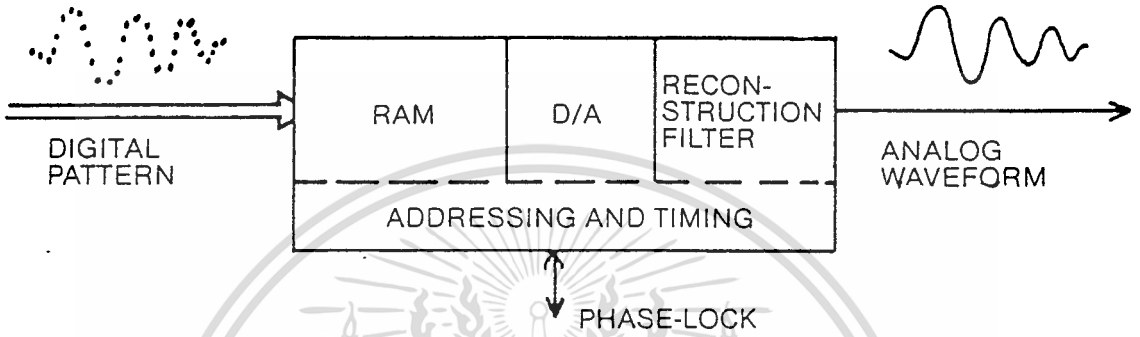 DIGITAL
PATTERN
RAM
D/A
RECON-
STRUCTION
FILTER
ADDRESSING AND TIMING
ANALOG
WAVEFORM
PHASE-LOCK